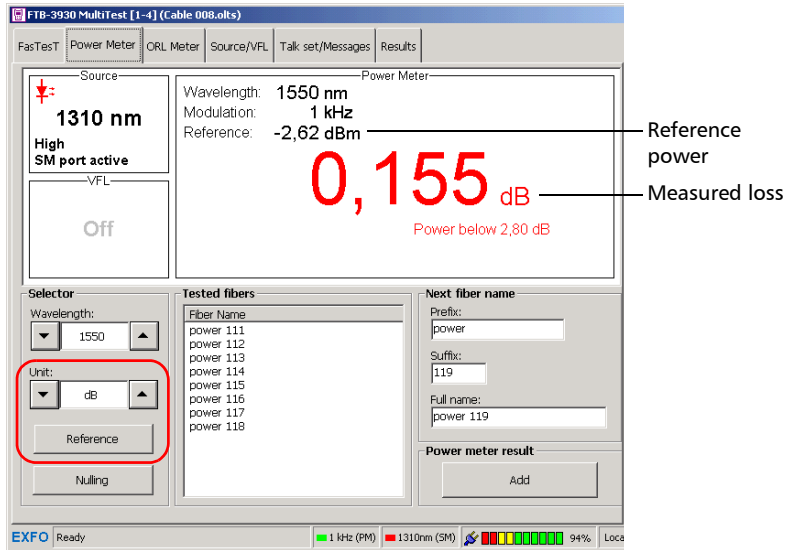 FTB-3930 MultiTest [1-4] (Cable 008.olts)
FasTesT
Power Meter
ORL Meter
Source/VFL
Talk set/Messages
Results
Source
1310 nm
High
SM port active
VFL
Off
Power Meter
Wavelength: 1550 nm
Modulation: 1 kHz
Reference: -2,62 dBm
0,155 dB
Power below 2,80 dB
Reference
power
Measured loss
Selector
Wavelength:
1550
Unit:
dB
Reference
Nulling
Tested fibers
Fiber Name
power 111
power 112
power 113
power 114
power 115
power 116
power 117
power 118
Next fiber name
Prefix:
power
Suffix:
119
Full name:
power 119
Power meter result
Add
EXFO Ready
1 kHz (PM)
1310nm (SM)
94%
Loca